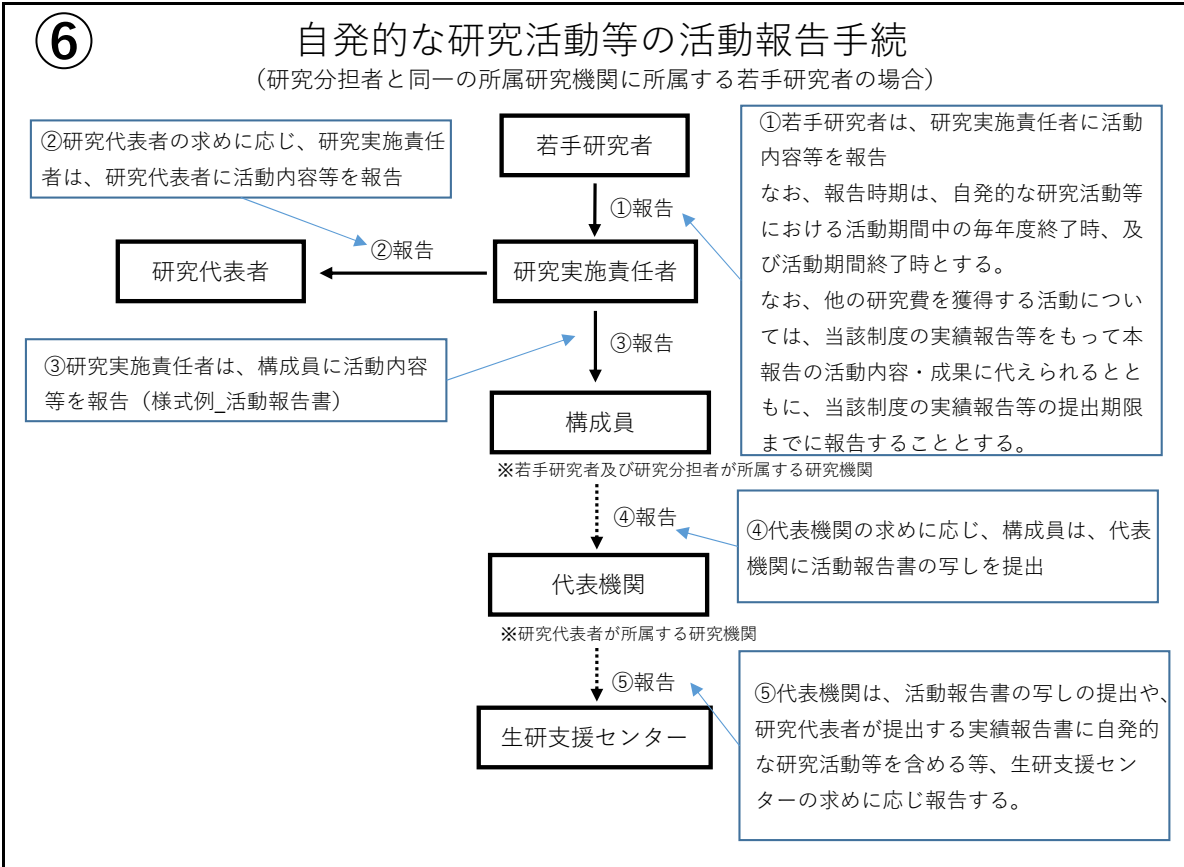 ⑥
自発的な研究活動等の活動報告手続
（研究分担者と同一の所属研究機関に所属する若手研究者の場合）
②研究代表者の求めに応じ、研究実施責任
者は、研究代表者に活動内容等を報告
若手研究者
①若手研究者は、研究実施責任者に活動
内容等を報告
なお、報告時期は、自発的な研究活動等
における活動期間中の毎年度終了時、及
び活動期間終了時とする。
なお、他の研究費を獲得する活動につい
ては、当該制度の実績報告等をもって本
報告の活動内容・成果に代えられるとと
もに、当該制度の実績報告等の提出期限
までに報告することとする。
①報告
研究代表者
②報告
研究実施責任者
③研究実施責任者は、構成員に活動内容
等を報告（様式例_活動報告書）
③報告
構成員
※若手研究者及び研究分担者が所属する研究機関
④報告
④代表機関の求めに応じ、構成員は、代表
機関に活動報告書の写しを提出
代表機関
※研究代表者が所属する研究機関
⑤報告
⑤代表機関は、活動報告書の写しの提出や、
研究代表者が提出する実績報告書に自発的
な研究活動等を含める等、生研支援セン
ターの求めに応じ報告する。
生研支援センター